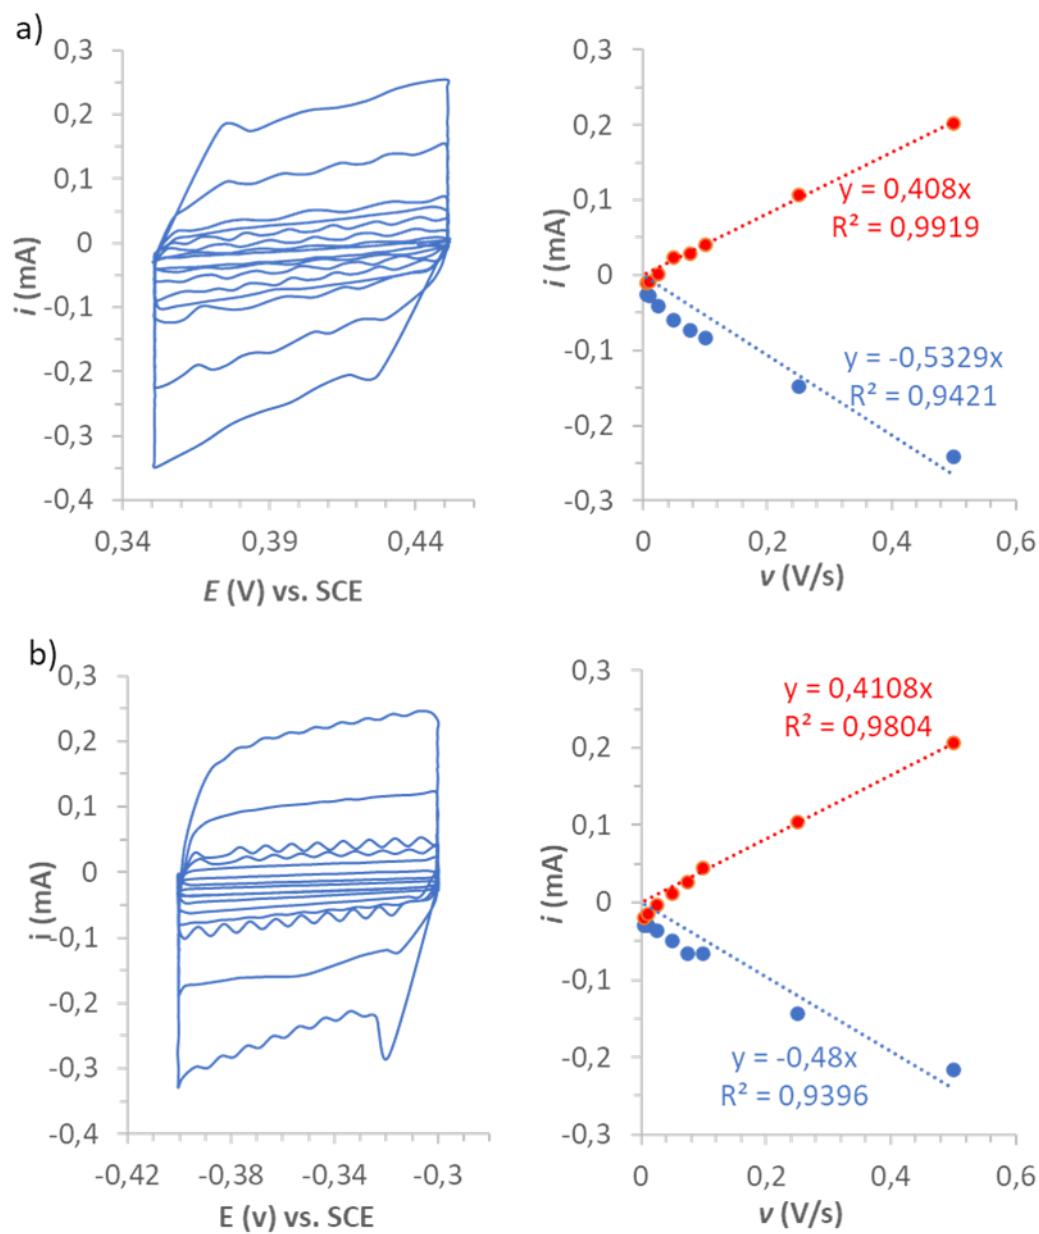 a)
0,3
0,2
0,1
0
-0,1
-0,2
-0,3
-0,4
i (mA)
0,34
0,39
0,44
E (V) vs. SCE
0,3
0,2
0,1
0
-0,1
-0,2
-0,3
i (mA)
y = 0,408x
R² = 0,9919
y = -0,5329x
R² = 0,9421
0
0,2
0,4
0,6
v (V/s)
b)
0,3
0,2
0,1
0
-0,1
-0,2
-0,3
-0,4
i (mA)
-0,42
-0,38
-0,34
-0,3
E (v) vs. SCE
0,3
0,2
0,1
0
-0,1
-0,2
-0,3
i (mA)
y = 0,4108x
R² = 0,9804
y = -0,48x
R² = 0,9396
0
0,2
0,4
0,6
v (V/s)